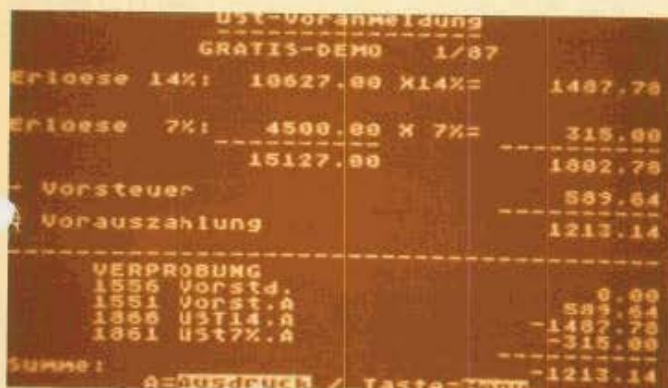 USt-Voranmeldung
GRATIS-DEMO 1/87
Erloese 14%: 10627.00 X14%= 1487.78
Erloese 7%: 4500.00 X 7%= 315.00
15127.00 1802.78
- Vorsteuer 589.64
Vorauszahlung 1213.14
VERPROBUNG
1556 Vorstd. 0.00
1551 Vorst.A 589.64
1860 UST14.A -1487.78
1861 UST7%.A -315.00
Summe: -1213.14
A=Ausdruck / Taste=